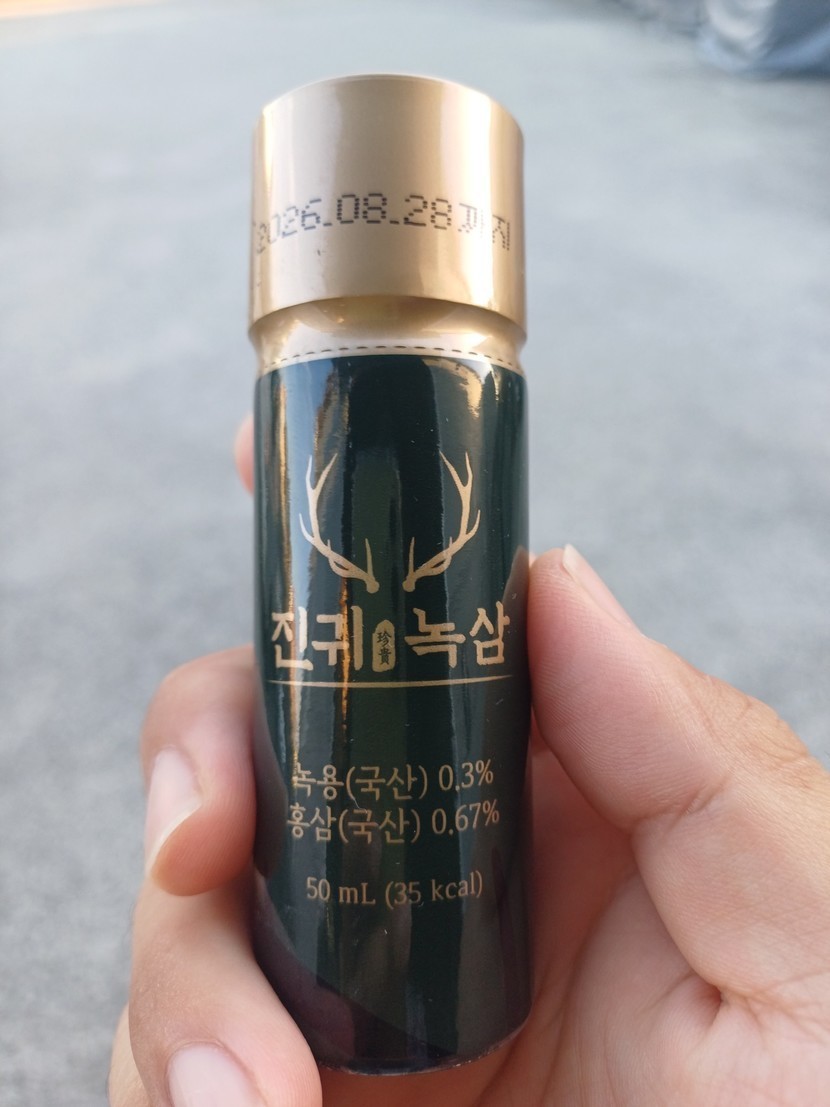 2026.08.28까지
진귀 珍貴 녹삼
녹용(국산) 0.3%
홍삼(국산) 0.67%
50 mL (35 kcal)